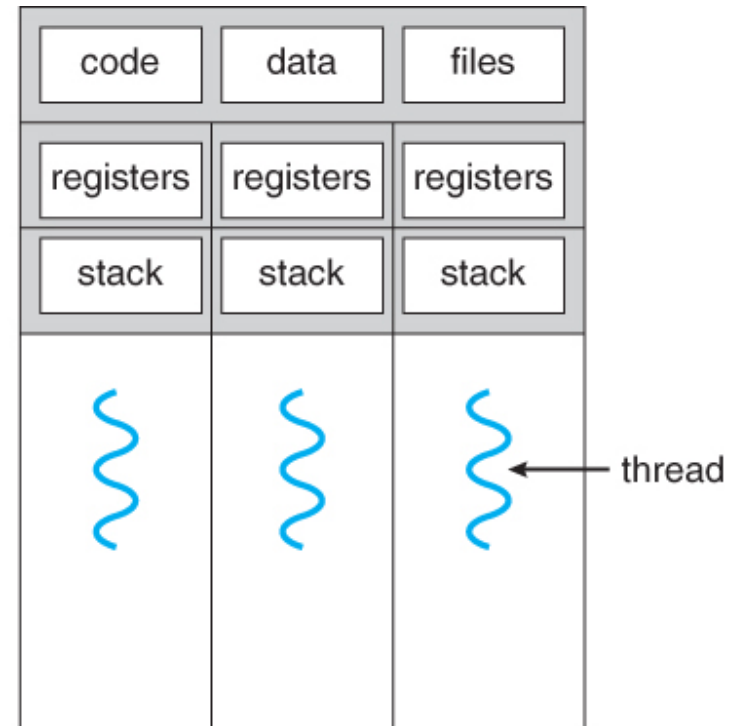 code data files
registers registers registers
stack stack stack
thread